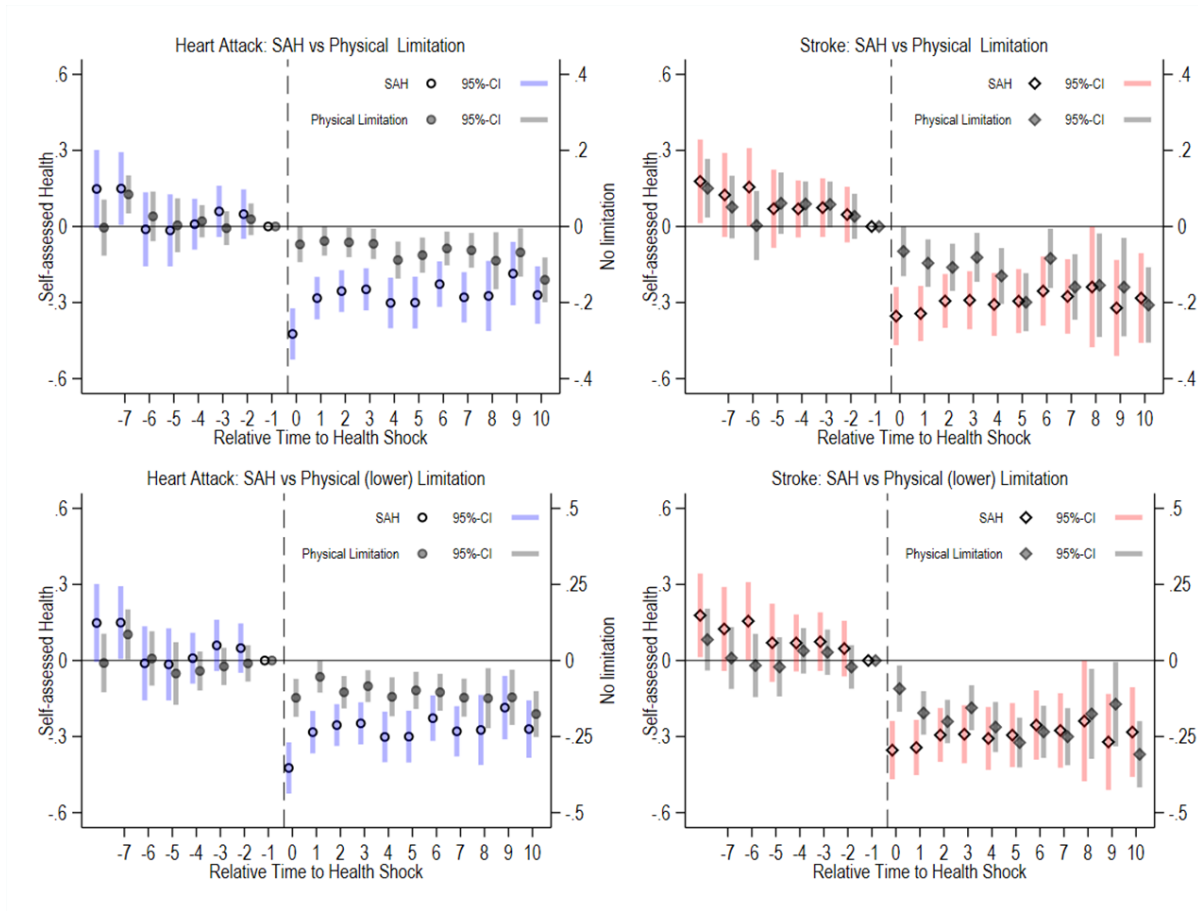 Heart Attack: SAH vs Physical Limitation
SAH 95%-CI
Physical Limitation 95%-CI
Self-assessed Health
.6
.3
0
-.3
-.6
.4
.2
0
-.2
-.4
No limitation
-7 -6 -5 -4 -3 -2 -1 0 1 2 3 4 5 6 7 8 9 10
Relative Time to Health Shock
Stroke: SAH vs Physical Limitation
SAH 95%-CI
Physical Limitation 95%-CI
Self-assessed Health
.6
.3
0
-.3
-.6
.4
.2
0
-.2
-.4
-7 -6 -5 -4 -3 -2 -1 0 1 2 3 4 5 6 7 8 9 10
Relative Time to Health Shock
Heart Attack: SAH vs Physical (lower) Limitation
SAH 95%-CI
Physical Limitation 95%-CI
Self-assessed Health
.6
.3
0
-.3
-.6
.5
.25
0
-.25
-.5
No limitation
-7 -6 -5 -4 -3 -2 -1 0 1 2 3 4 5 6 7 8 9 10
Relative Time to Health Shock
Stroke: SAH vs Physical (lower) Limitation
SAH 95%-CI
Physical Limitation 95%-CI
Self-assessed Health
.6
.3
0
-.3
-.6
.5
.25
0
-.25
-.5
-7 -6 -5 -4 -3 -2 -1 0 1 2 3 4 5 6 7 8 9 10
Relative Time to Health Shock